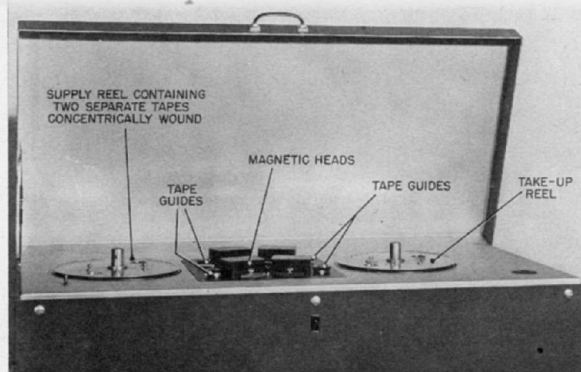 SUPPLY REEL CONTAINING
TWO SEPARATE TAPES
CONCENTRICALLY WOUND
MAGNETIC HEADS
TAPE
GUIDES
TAPE GUIDES
TAKE-UP
REEL